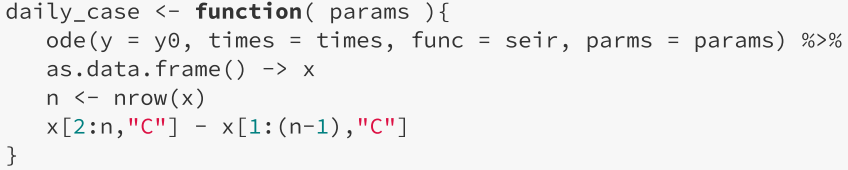 daily_case <- function( params ){
   ode(y = y0, times = times, func = seir, parms = params) %>%
   as.data.frame() -> x
   n <- nrow(x)
   x[2:n,"C"] - x[1:(n-1),"C"]
}